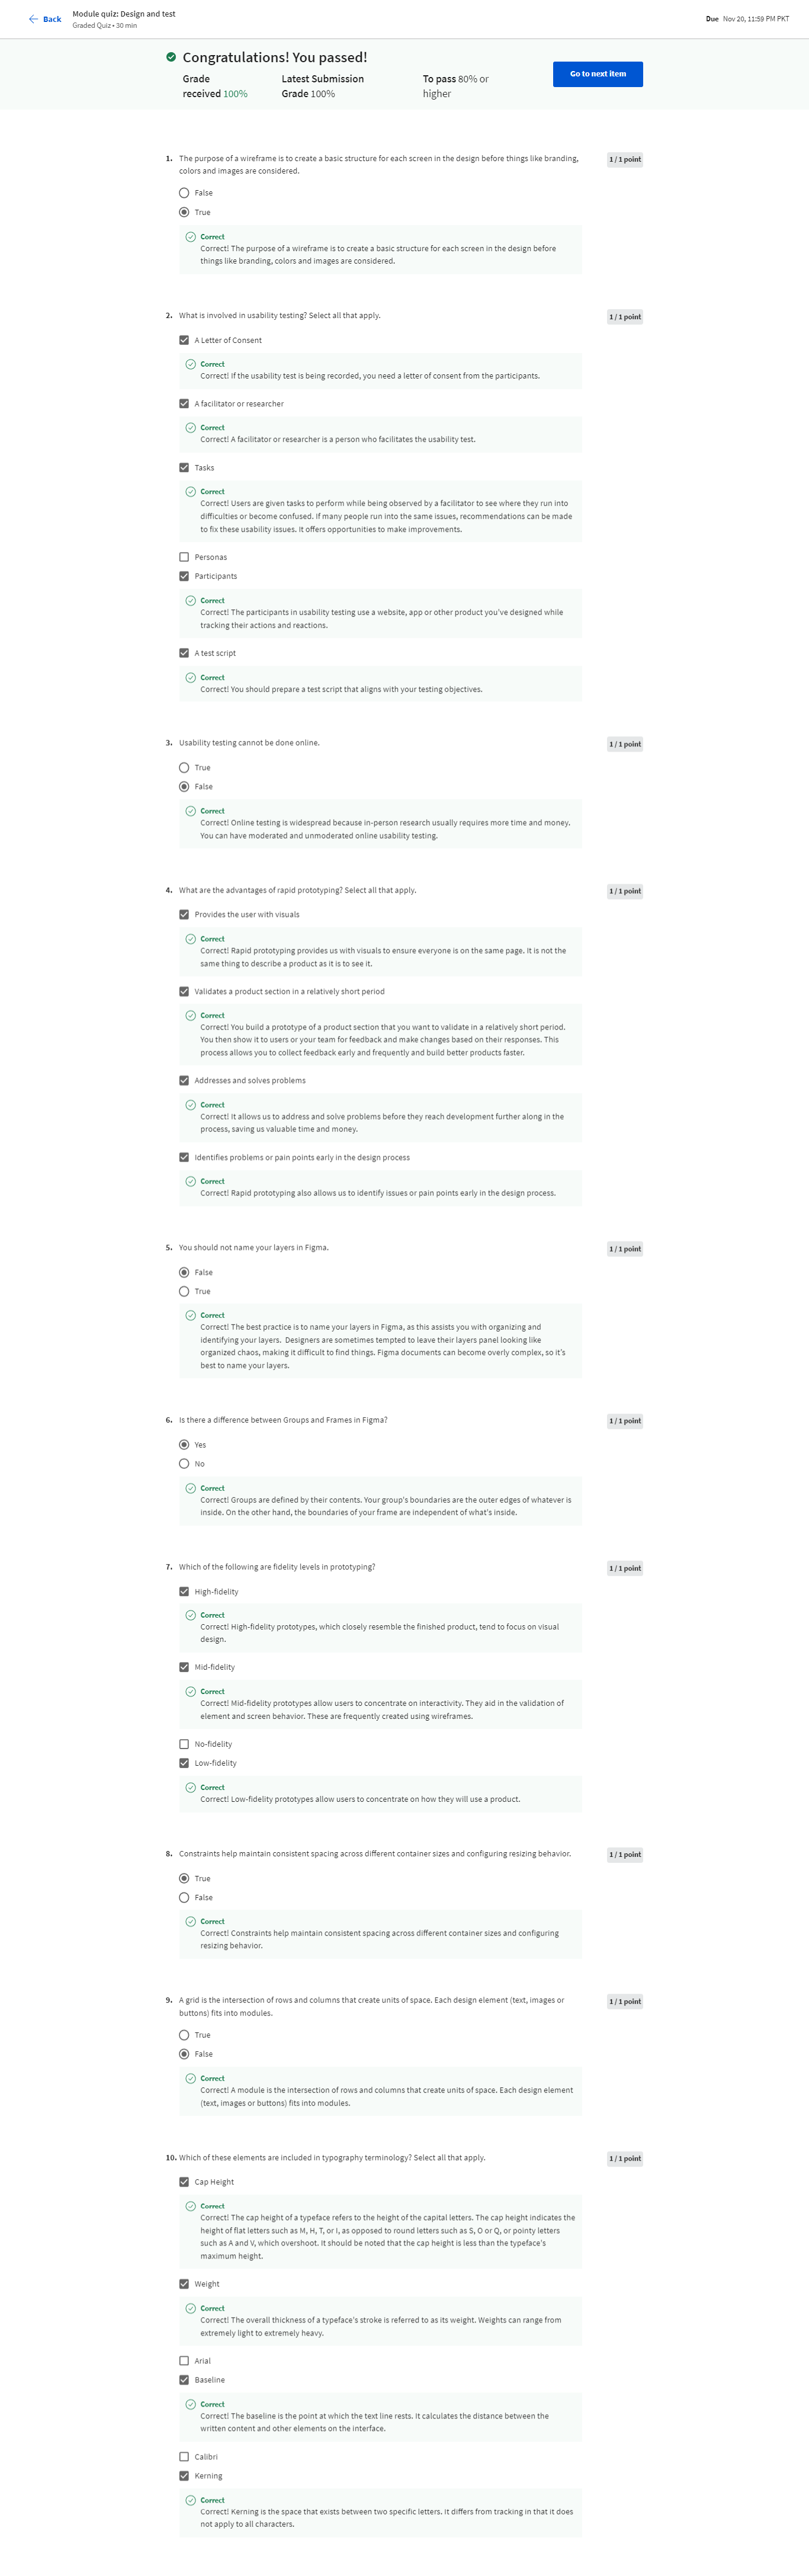 Back
Module quiz: Design and test
Graded Quiz • 30 min
Due Nov 20, 11:59 PM PKT
Congratulations! You passed!
Grade received 100%
Latest Submission Grade 100%
To pass 80% or higher
Go to next item
1. The purpose of a wireframe is to create a basic structure for each screen in the design before things like branding,
colors and images are considered.
1 / 1 point
False
True
Correct
Correct! The purpose of a wireframe is to create a basic structure for each screen in the design before
things like branding, colors and images are considered.
2. What is involved in usability testing? Select all that apply.
1 / 1 point
A Letter of Consent
Correct
Correct! If the usability test is being recorded, you need a letter of consent from the participants.
A facilitator or researcher
Correct
Correct! A facilitator or researcher is a person who facilitates the usability test.
Tasks
Correct
Correct! Users are given tasks to perform while being observed by a facilitator to see where they run into
difficulties or become confused. If many people run into the same issues, recommendations can be made
to fix these usability issues. It offers opportunities to make improvements.
Personas
Participants
Correct
Correct! The participants in usability testing use a website, app or other product you've designed while
tracking their actions and reactions.
A test script
Correct
Correct! You should prepare a test script that aligns with your testing objectives.
3. Usability testing cannot be done online.
1 / 1 point
True
False
Correct
Correct! Online testing is widespread because in-person research usually requires more time and money.
You can have moderated and unmoderated online usability testing.
4. What are the advantages of rapid prototyping? Select all that apply.
1 / 1 point
Provides the user with visuals
Correct
Correct! Rapid prototyping provides us with visuals to ensure everyone is on the same page. It is not the
same thing to describe a product as it is to see it.
Validates a product section in a relatively short period
Correct
Correct! You build a prototype of a product section that you want to validate in a relatively short period.
You then show it to users or your team for feedback and make changes based on their responses. This
process allows you to collect feedback early and frequently and build better products faster.
Addresses and solves problems
Correct
Correct! It allows us to address and solve problems before they reach development further along in the
process, saving us valuable time and money.
Identifies problems or pain points early in the design process
Correct
Correct! Rapid prototyping also allows us to identify issues or pain points early in the design process.
5. You should not name your layers in Figma.
1 / 1 point
False
True
Correct
Correct! The best practice is to name your layers in Figma, as this assists you with organizing and
identifying your layers. Designers are sometimes tempted to leave their layers panel looking like
organized chaos, making it difficult to find things. Figma documents can become overly complex, so it's
best to name your layers.
6. Is there a difference between Groups and Frames in Figma?
1 / 1 point
Yes
No
Correct
Correct! Groups are defined by their contents. Your group's boundaries are the outer edges of whatever is
inside. On the other hand, the boundaries of your frame are independent of what's inside.
7. Which of the following are fidelity levels in prototyping?
1 / 1 point
High-fidelity
Correct
Correct! High-fidelity prototypes, which closely resemble the finished product, tend to focus on visual
design.
Mid-fidelity
Correct
Correct! Mid-fidelity prototypes allow users to concentrate on interactivity. They aid in the validation of
element and screen behavior. These are frequently created using wireframes.
No-fidelity
Low-fidelity
Correct
Correct! Low-fidelity prototypes allow users to concentrate on how they will use a product.
8. Constraints help maintain consistent spacing across different container sizes and configuring resizing behavior.
1 / 1 point
True
False
Correct
Correct! Constraints help maintain consistent spacing across different container sizes and configuring
resizing behavior.
9. A grid is the intersection of rows and columns that create units of space. Each design element (text, images or
buttons) fits into modules.
1 / 1 point
True
False
Correct
Correct! A module is the intersection of rows and columns that create units of space. Each design element
(text, images or buttons) fits into modules.
10. Which of these elements are included in typography terminology? Select all that apply.
1 / 1 point
Cap Height
Correct
Correct! The cap height of a typeface refers to the height of the capital letters. The cap height indicates the
height of flat letters such as M, H, T, or I, as opposed to round letters such as S, O or Q, or pointy letters
such as A and V, which overshoot. It should be noted that the cap height is less than the typeface's
maximum height.
Weight
Correct
Correct! The overall thickness of a typeface's stroke is referred to as its weight. Weights can range from
extremely light to extremely heavy.
Arial
Baseline
Correct
Correct! The baseline is the point at which the text line rests. It calculates the distance between the
written content and other elements on the interface.
Calibri
Kerning
Correct
Correct! Kerning is the space that exists between two specific letters. It differs from tracking in that it does
not apply to all characters.